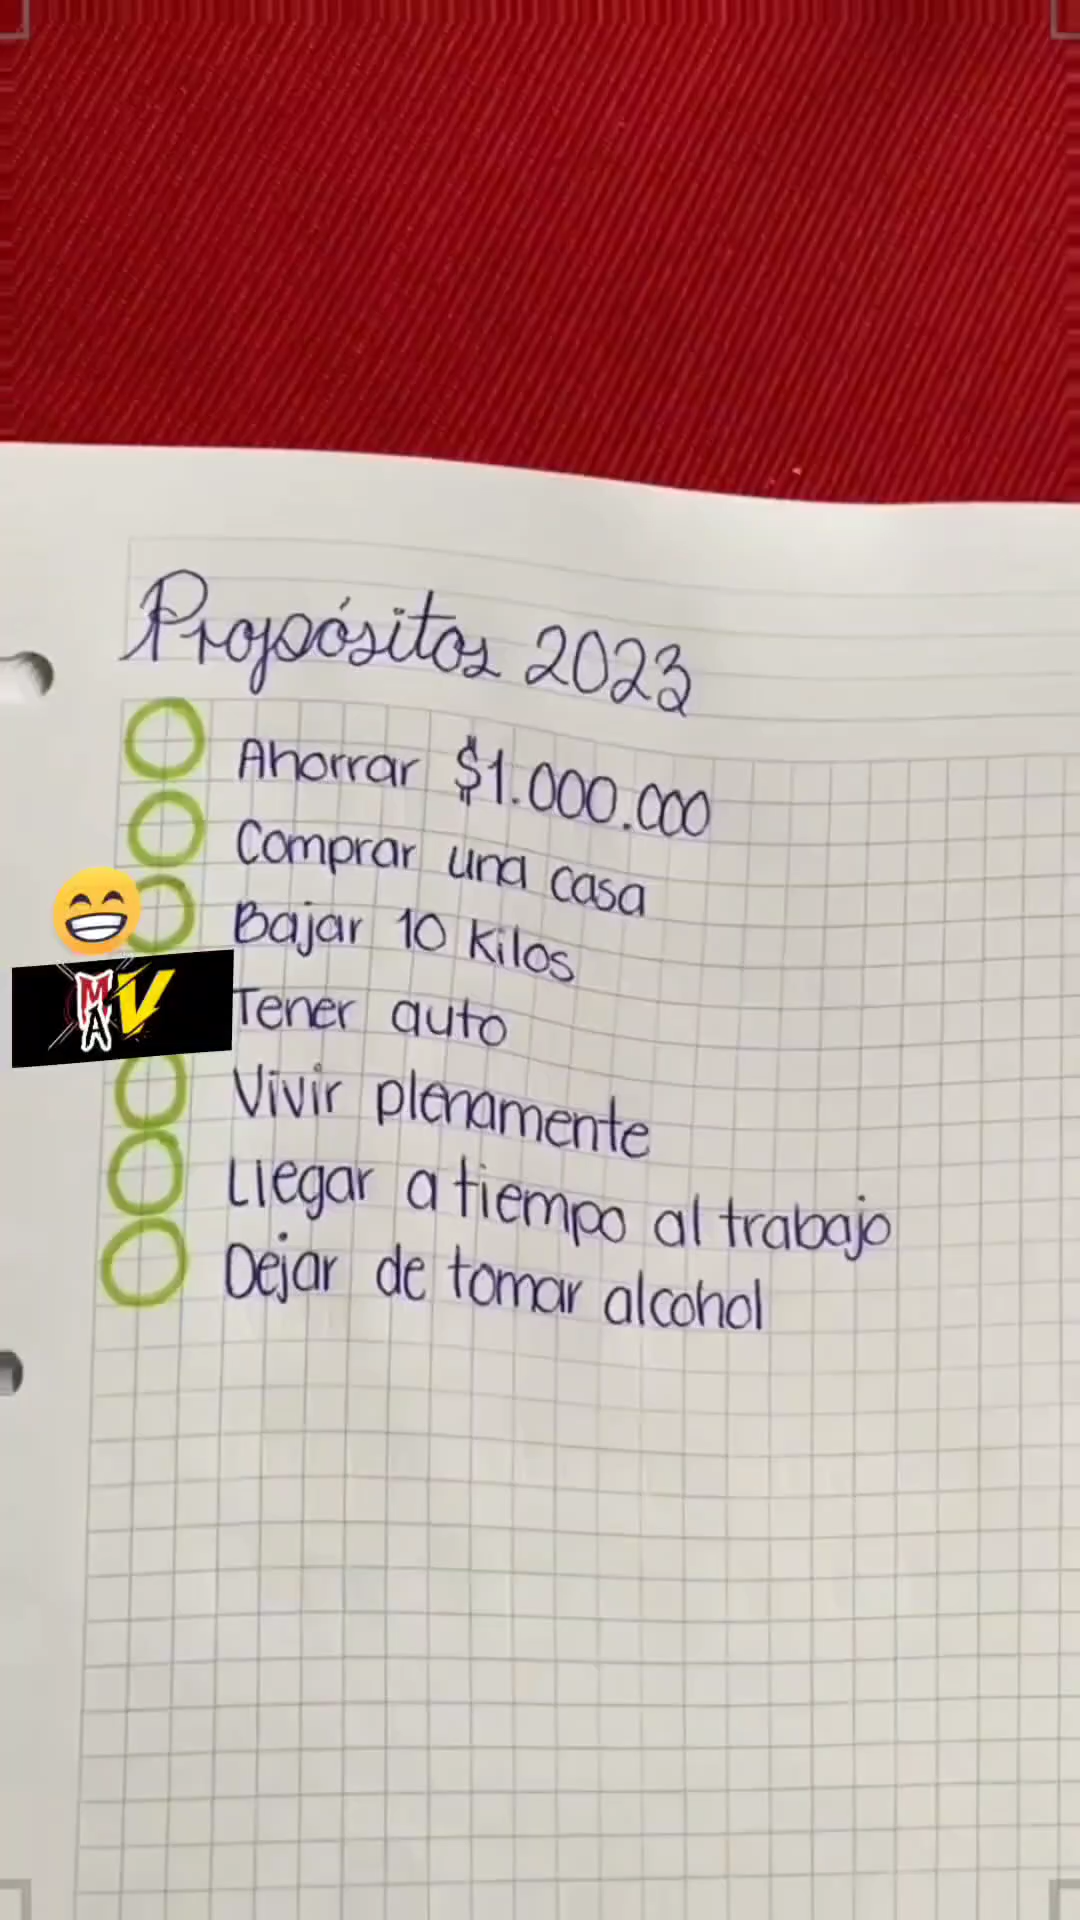 Propósitos 2023
Ahorrar $1.000.000
Comprar una casa
Bajar 10 kilos
MA V
Tener auto
Vivir plenamente
Llegar a tiempo al trabajo
Dejar de tomar alcohol